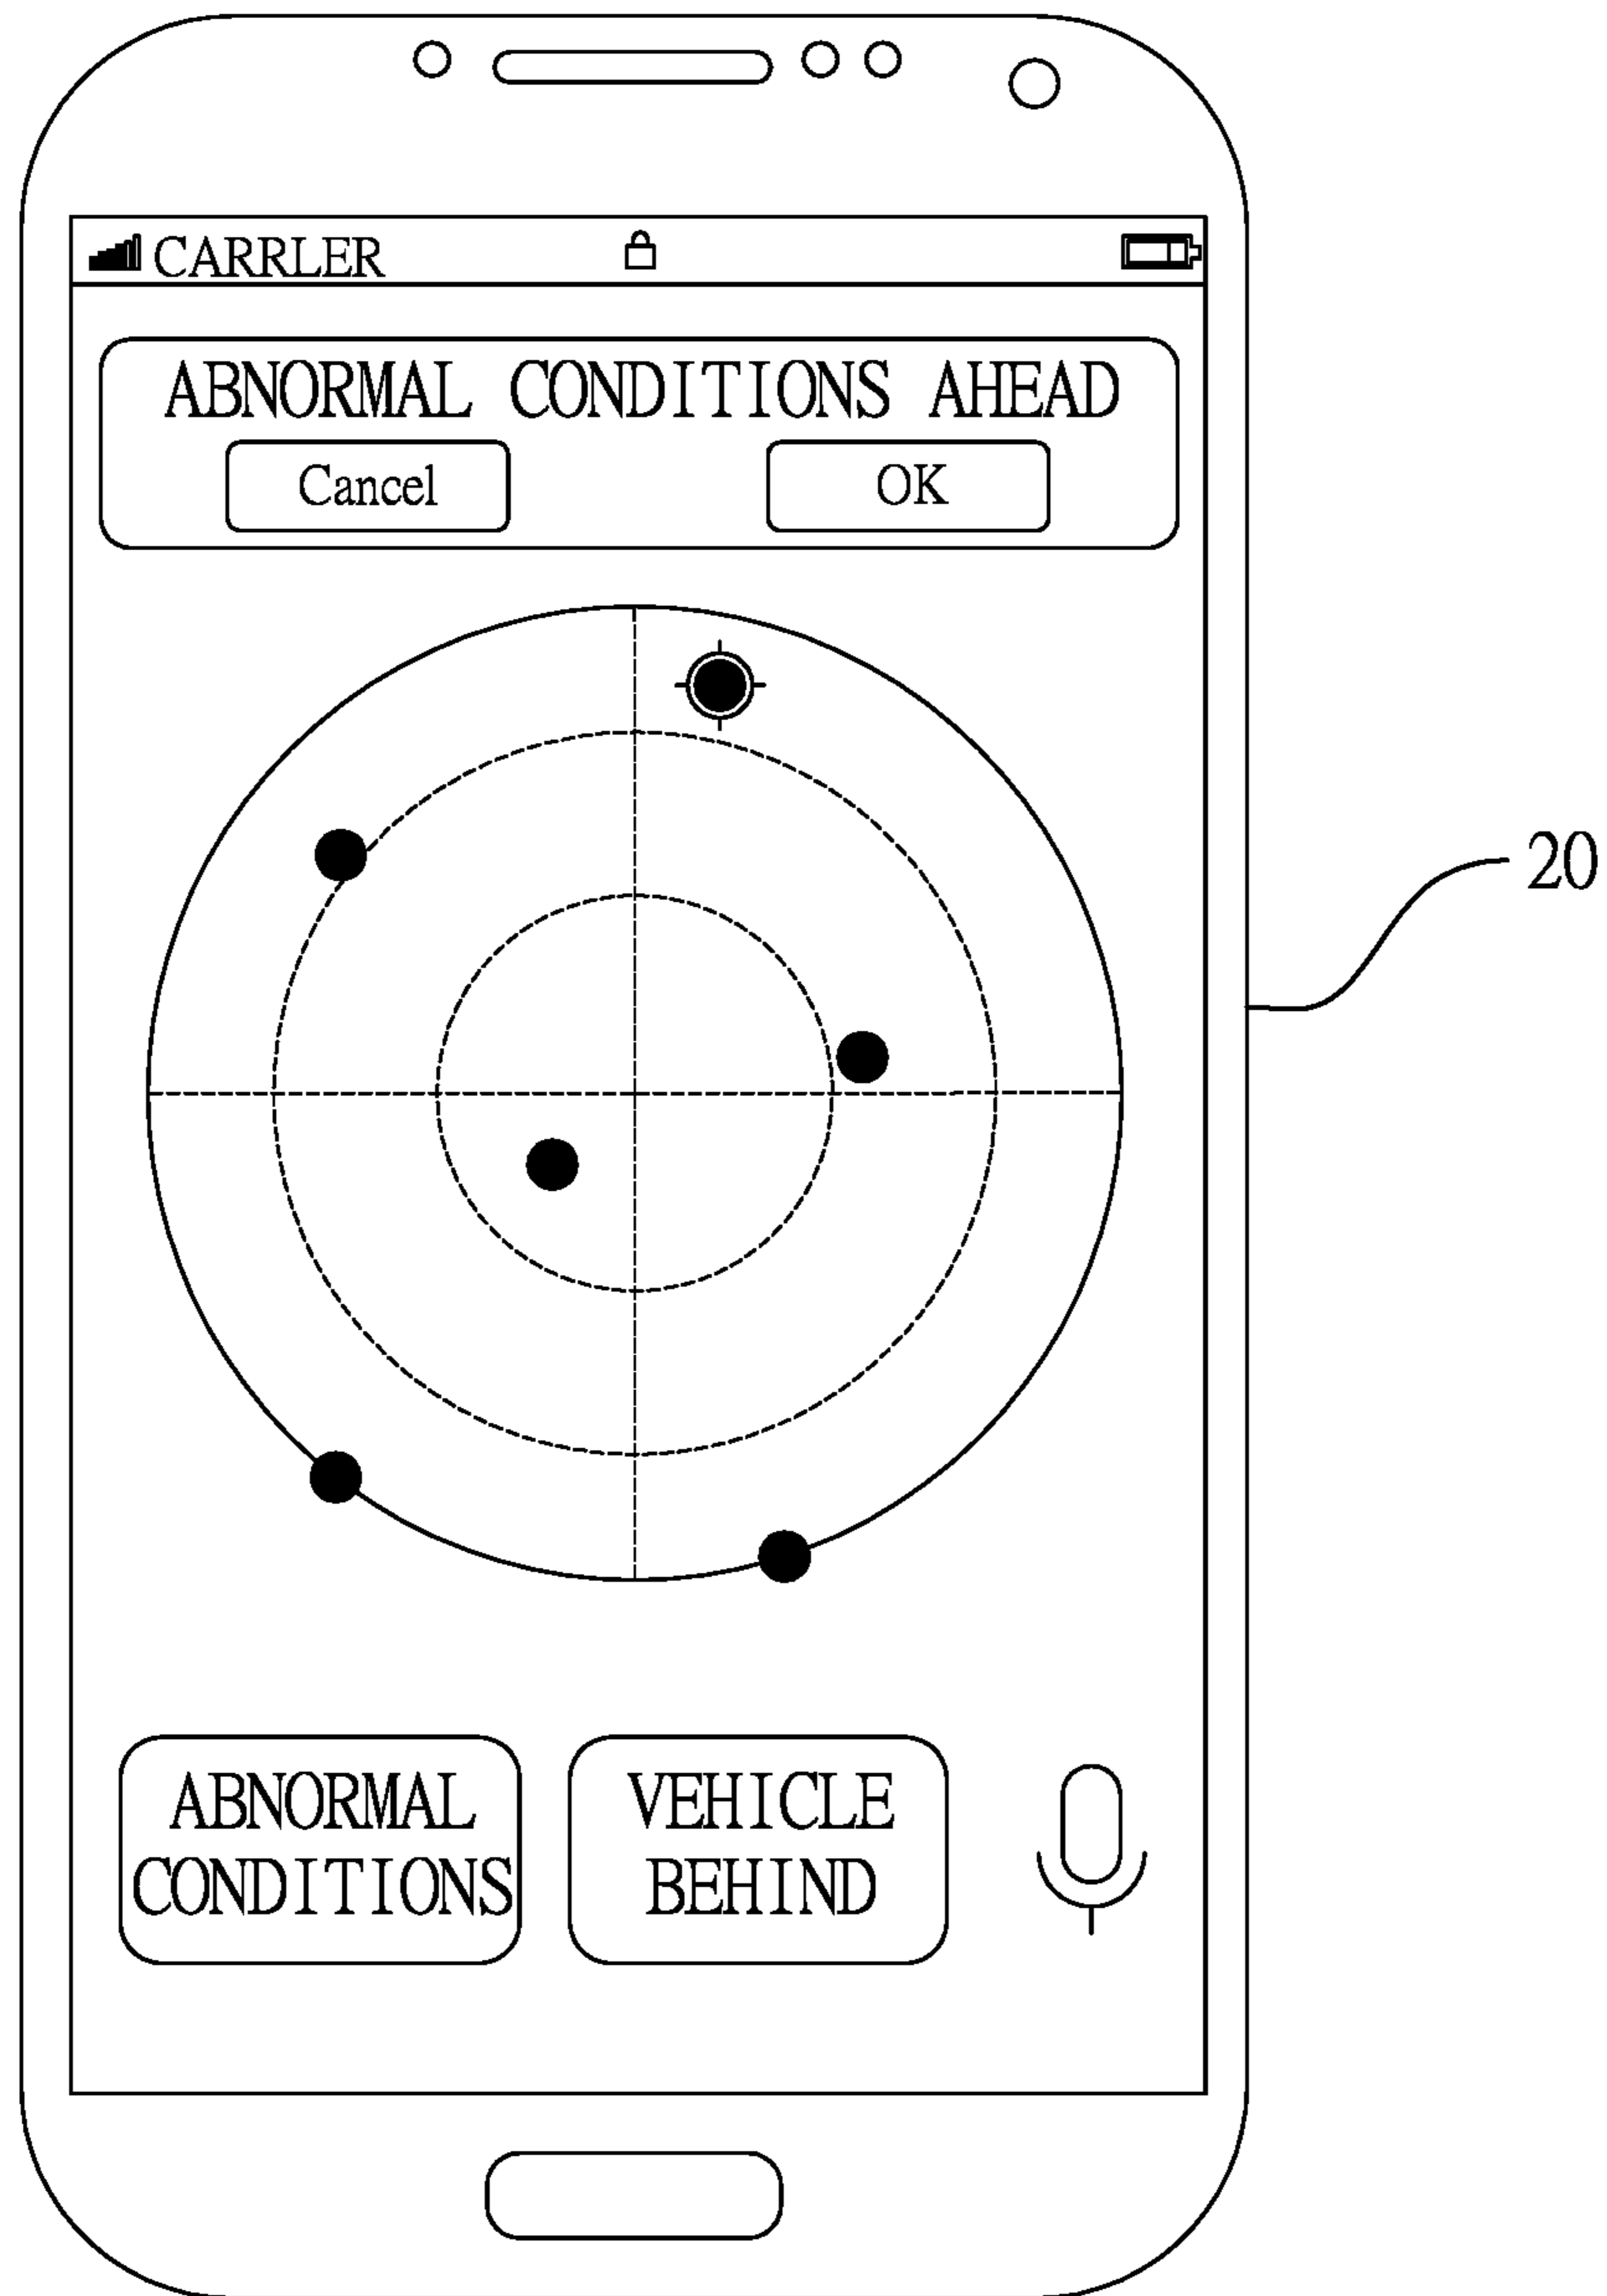 CARRLER
ABNORMAL CONDITIONS AHEAD
Cancel OK
20
ABNORMAL
CONDITIONS
VEHICLE
BEHIND